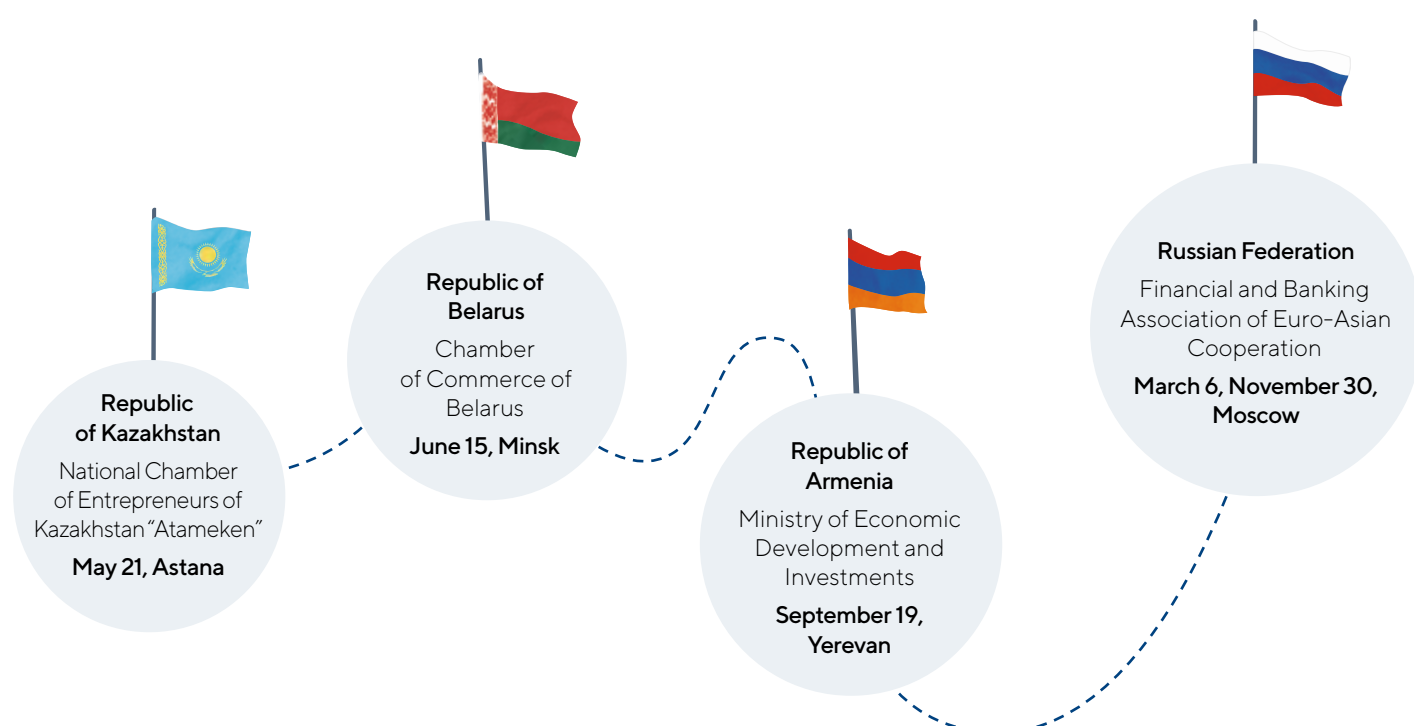 Republic
of Kazakhstan
National Chamber
of Entrepreneurs of
Kazakhstan “Atameken”
May 21, Astana
Republic of
Belarus
Chamber
of Commerce of
Belarus
June 15, Minsk
Republic of
Armenia
Ministry of Economic
Development and
Investments
September 19,
Yerevan
Russian Federation
Financial and Banking
Association of Euro-Asian
Cooperation
March 6, November 30,
Moscow